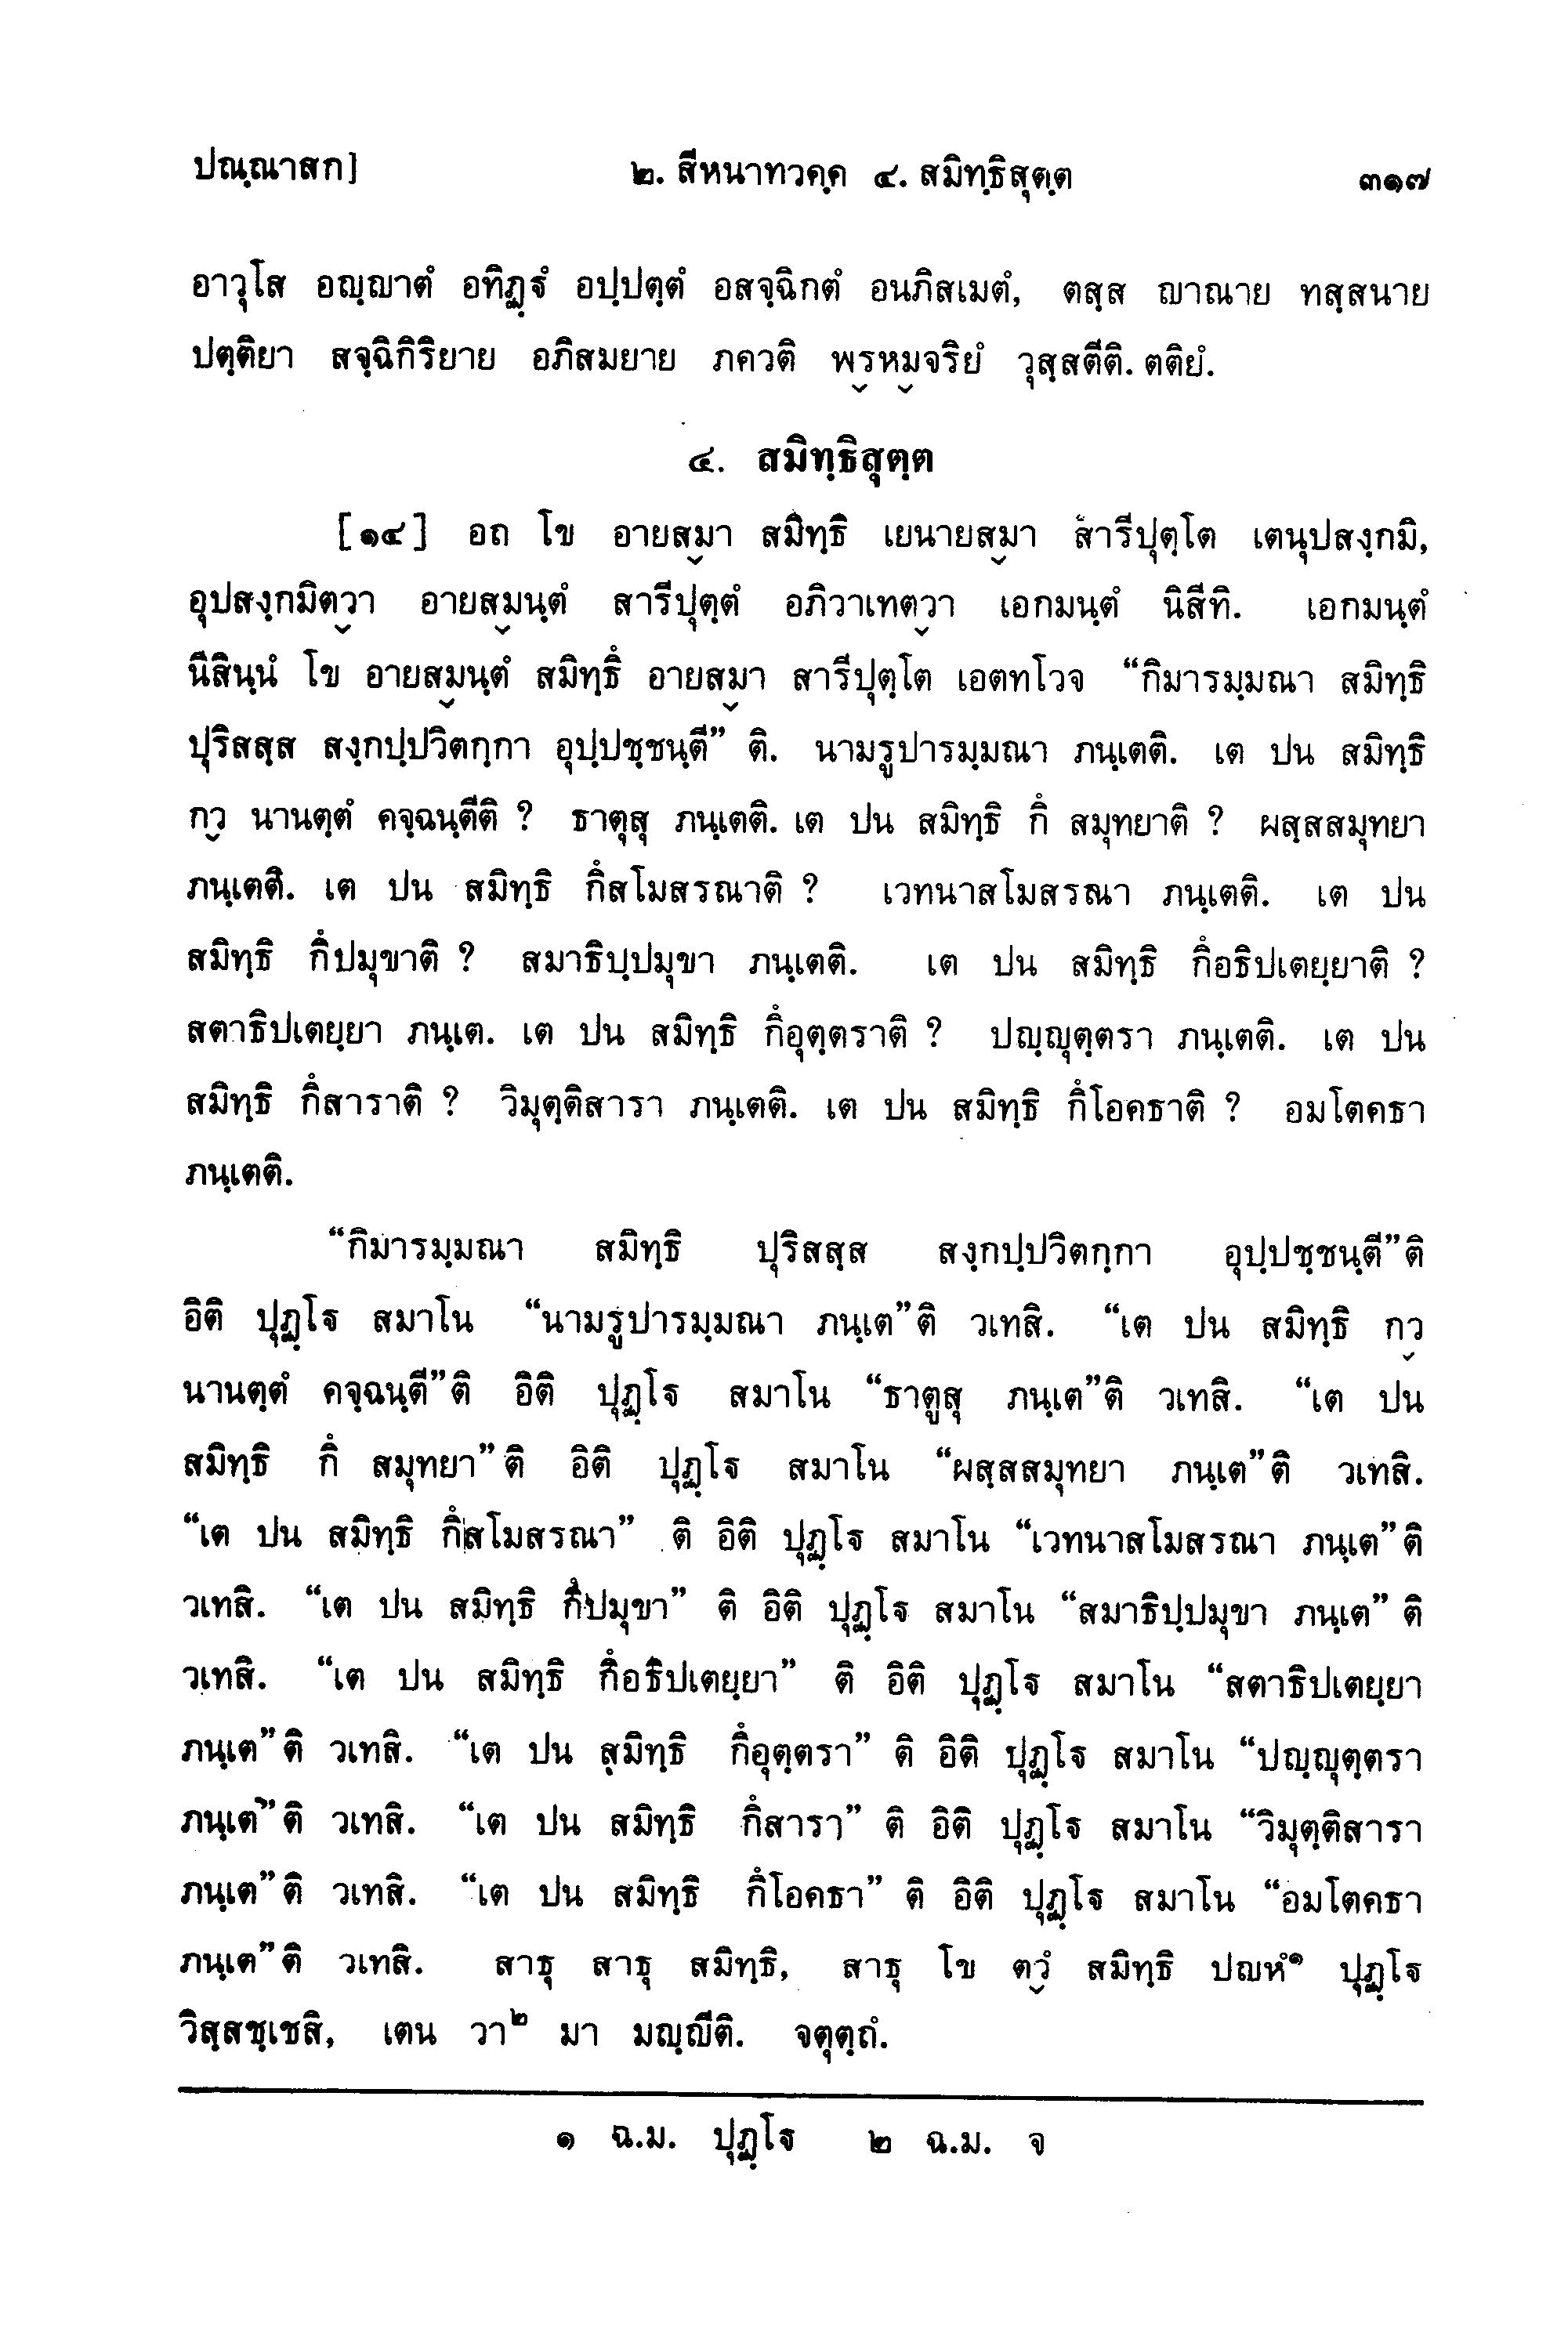 ปณฺณาสก]	๒. สีหนาทวคฺค ๔. สมิทฺธิสุตฺต	๓๑๗
อาวุโส อญฺญาตํ อทิฏฺฐํ อปฺปตฺตํ อสจฺฉิกตํ อนภิสเมตํ, ตสฺส ญาณาย ทสฺสนาย
ปตฺติยา สจฺฉิกิริยาย อภิสมยาย ภควติ พฺรหฺมจริยํ วุสฺสตีติ. ตติยํ.
๔. สมิทฺธิสุตฺต
[๑๔] อถ โข อายสฺมา สมิทฺธิ เยนายสฺมา สารีปุตฺโต เตนุปสงฺกมิ,
อุปสงฺกมิตฺวา อายสฺมนฺตํ สารีปุตฺตํ อภิวาเทตฺวา เอกมนฺตํ นิสีทิ. เอกมนฺตํ
นีสินฺนํ โข อายสฺมนฺตํ สมิทฺธึ อายสฺมา สารีปุตฺโต เอตทโวจ “กิมารมฺมณา สมิทฺธิ
ปุริสสฺส สงฺกปฺปวิตกฺกา อุปฺปชฺชนฺตี” ติ. นามรูปารมฺมณา ภนฺเตติ. เต ปน สมิทฺธิ
กฺว นานตฺตํ คจฺฉนฺตีติ ? ธาตุสุ ภนฺเตติ. เต ปน สมิทฺธิ กึ สมุทยาติ ? ผสฺสสมุทยา
ภนฺเตติ. เต ปน สมิทฺธิ กึสโมสรณาติ ? เวทนาสโมสรณา ภนฺเตติ. เต ปน
สมิทฺธิ กึปมุขาติ ? สมาธิปฺปมุขา ภนฺเตติ. เต ปน สมิทฺธิ กึอธิปเตยฺยาติ ?
สตาธิปเตยฺยา ภนฺเต. เต ปน สมิทฺธิ กึอุตฺตราติ ? ปญฺญุตฺตรา ภนฺเตติ. เต ปน
สมิทฺธิ กึสาราติ ? วิมุตฺติสารา ภนฺเตติ. เต ปน สมิทฺธิ กึโอคธาติ ? อมโตคธา
ภนฺเตติ.
“กิมารมฺมณา สมิทฺธิ ปุริสสฺส สงฺกปฺปวิตกฺกา อุปฺปชฺชนฺตี”ติ
อิติ ปุฏฺโฐ สมาโน “นามรูปารมฺมณา ภนฺเต”ติ วเทสิ. “เต ปน สมิทฺธิ กฺว
นานตฺตํ คจฺฉนฺตี”ติ อิติ ปุฏฺโฐ สมาโน “ธาตูสุ ภนฺเต”ติ วเทสิ. “เต ปน
สมิทฺธิ กึ สมุทยา”ติ อิติ ปุฏฺโฐ สมาโน “ผสฺสสมุทยา ภนฺเต”ติ วเทสิ.
“เต ปน สมิทฺธิ กึสโมสรณา” ติ อิติ ปุฏฺโฐ สมาโน “เวทนาสโมสรณา ภนฺเต”ติ
วเทสิ. “เต ปน สมิทฺธิ กึปมุขา” ติ อิติ ปุฏฺโฐ สมาโน “สมาธิปฺปมุขา ภนฺเต” ติ
วเทสิ. “เต ปน สมิทฺธิ กึอธิปเตยฺยา” ติ อิติ ปุฏฺโฐ สมาโน “สตาธิปเตยฺยา
ภนฺเต”ติ วเทสิ. “เต ปน สฺมิทฺธิ กึอุตฺตรา” ติ อิติ ปุฏฺโฐ สมาโน “ปญฺญุตฺตรา
ภนฺเต”ติ วเทสิ. “เต ปน สมิทฺธิ กึสารา” ติ อิติ ปุฏฺโฐ สมาโน “วิมุตฺติสารา
ภนฺเต”ติ วเทสิ. “เต ปน สมิทฺธิ กึโอคธา” ติ อิติ ปุฏฺโฐ สมาโน “อมโตคธา
ภนฺเต”ติ วเทสิ. สาธุ สาธุ สมิทฺธิ, สาธุ โข ตฺวํ สมิทฺธิ ปญหํ๑ ปุฏฺโฐ
วิสฺสชฺเชสิ, เตน วา๒ มา มญฺญีติ. จตุตฺถํ.
๑ ฉ.ม. ปุฏฺโฐ ๒ ฉ.ม. จ